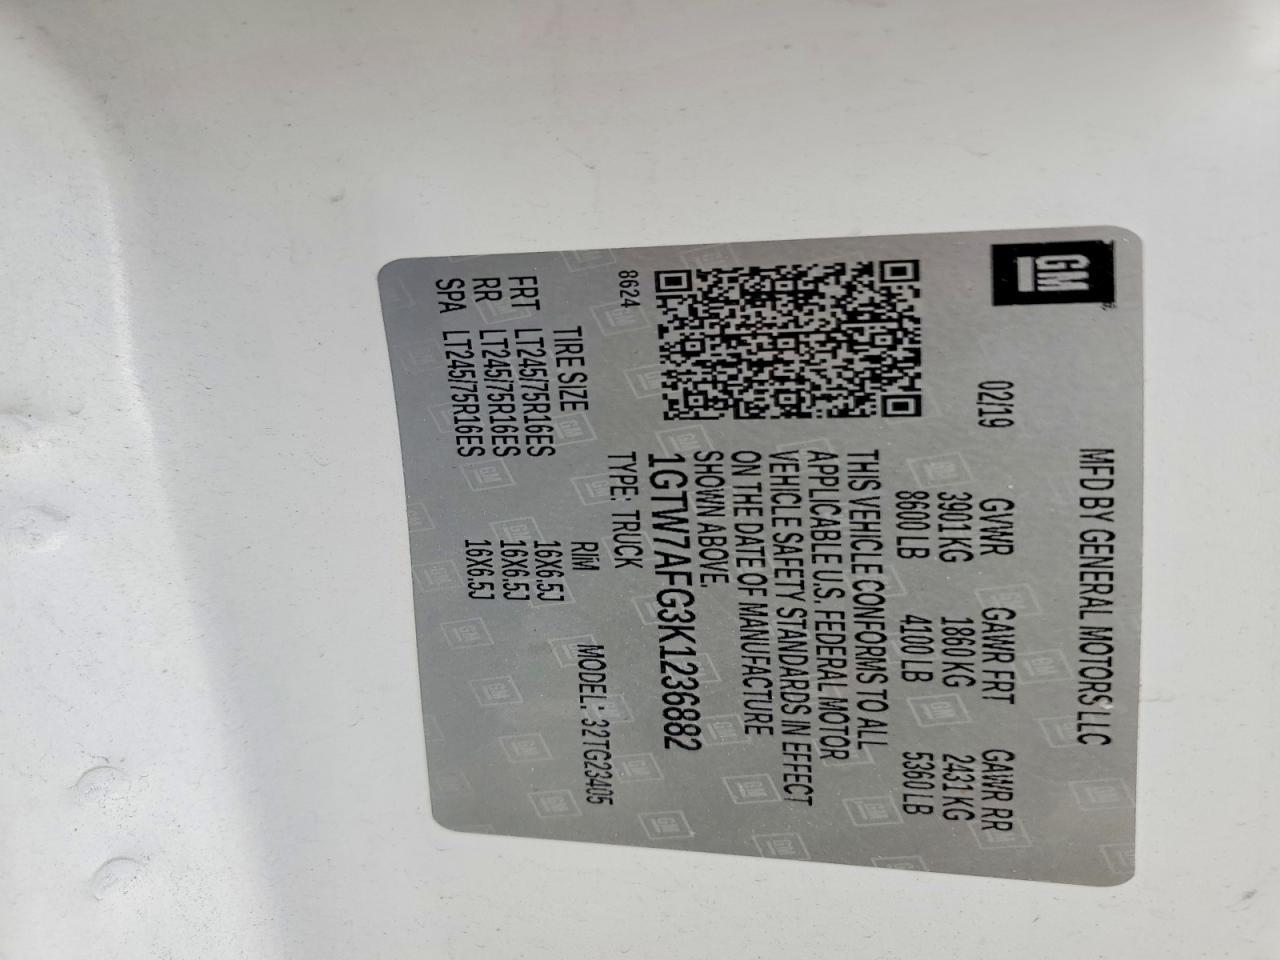 GM
MFD BY GENERAL MOTORS LLC
02/19 GVWR GAWR FRT GAWR RR
3901 KG 1860 KG 2431 KG
8600 LB 4100 LB 5360 LB
THIS VEHICLE CONFORMS TO ALL
APPLICABLE U.S. FEDERAL MOTOR
VEHICLE SAFETY STANDARDS IN EFFECT
ON THE DATE OF MANUFACTURE
SHOWN ABOVE.
1GTW7AFG3K1236882
8624 TYPE: TRUCK
TIRE SIZE RIM MODEL: 32TG23405
FRT LT245/75R16ES 16X6.5J
RR LT245/75R16ES 16X6.5J
SPA LT245/75R16ES 16X6.5J